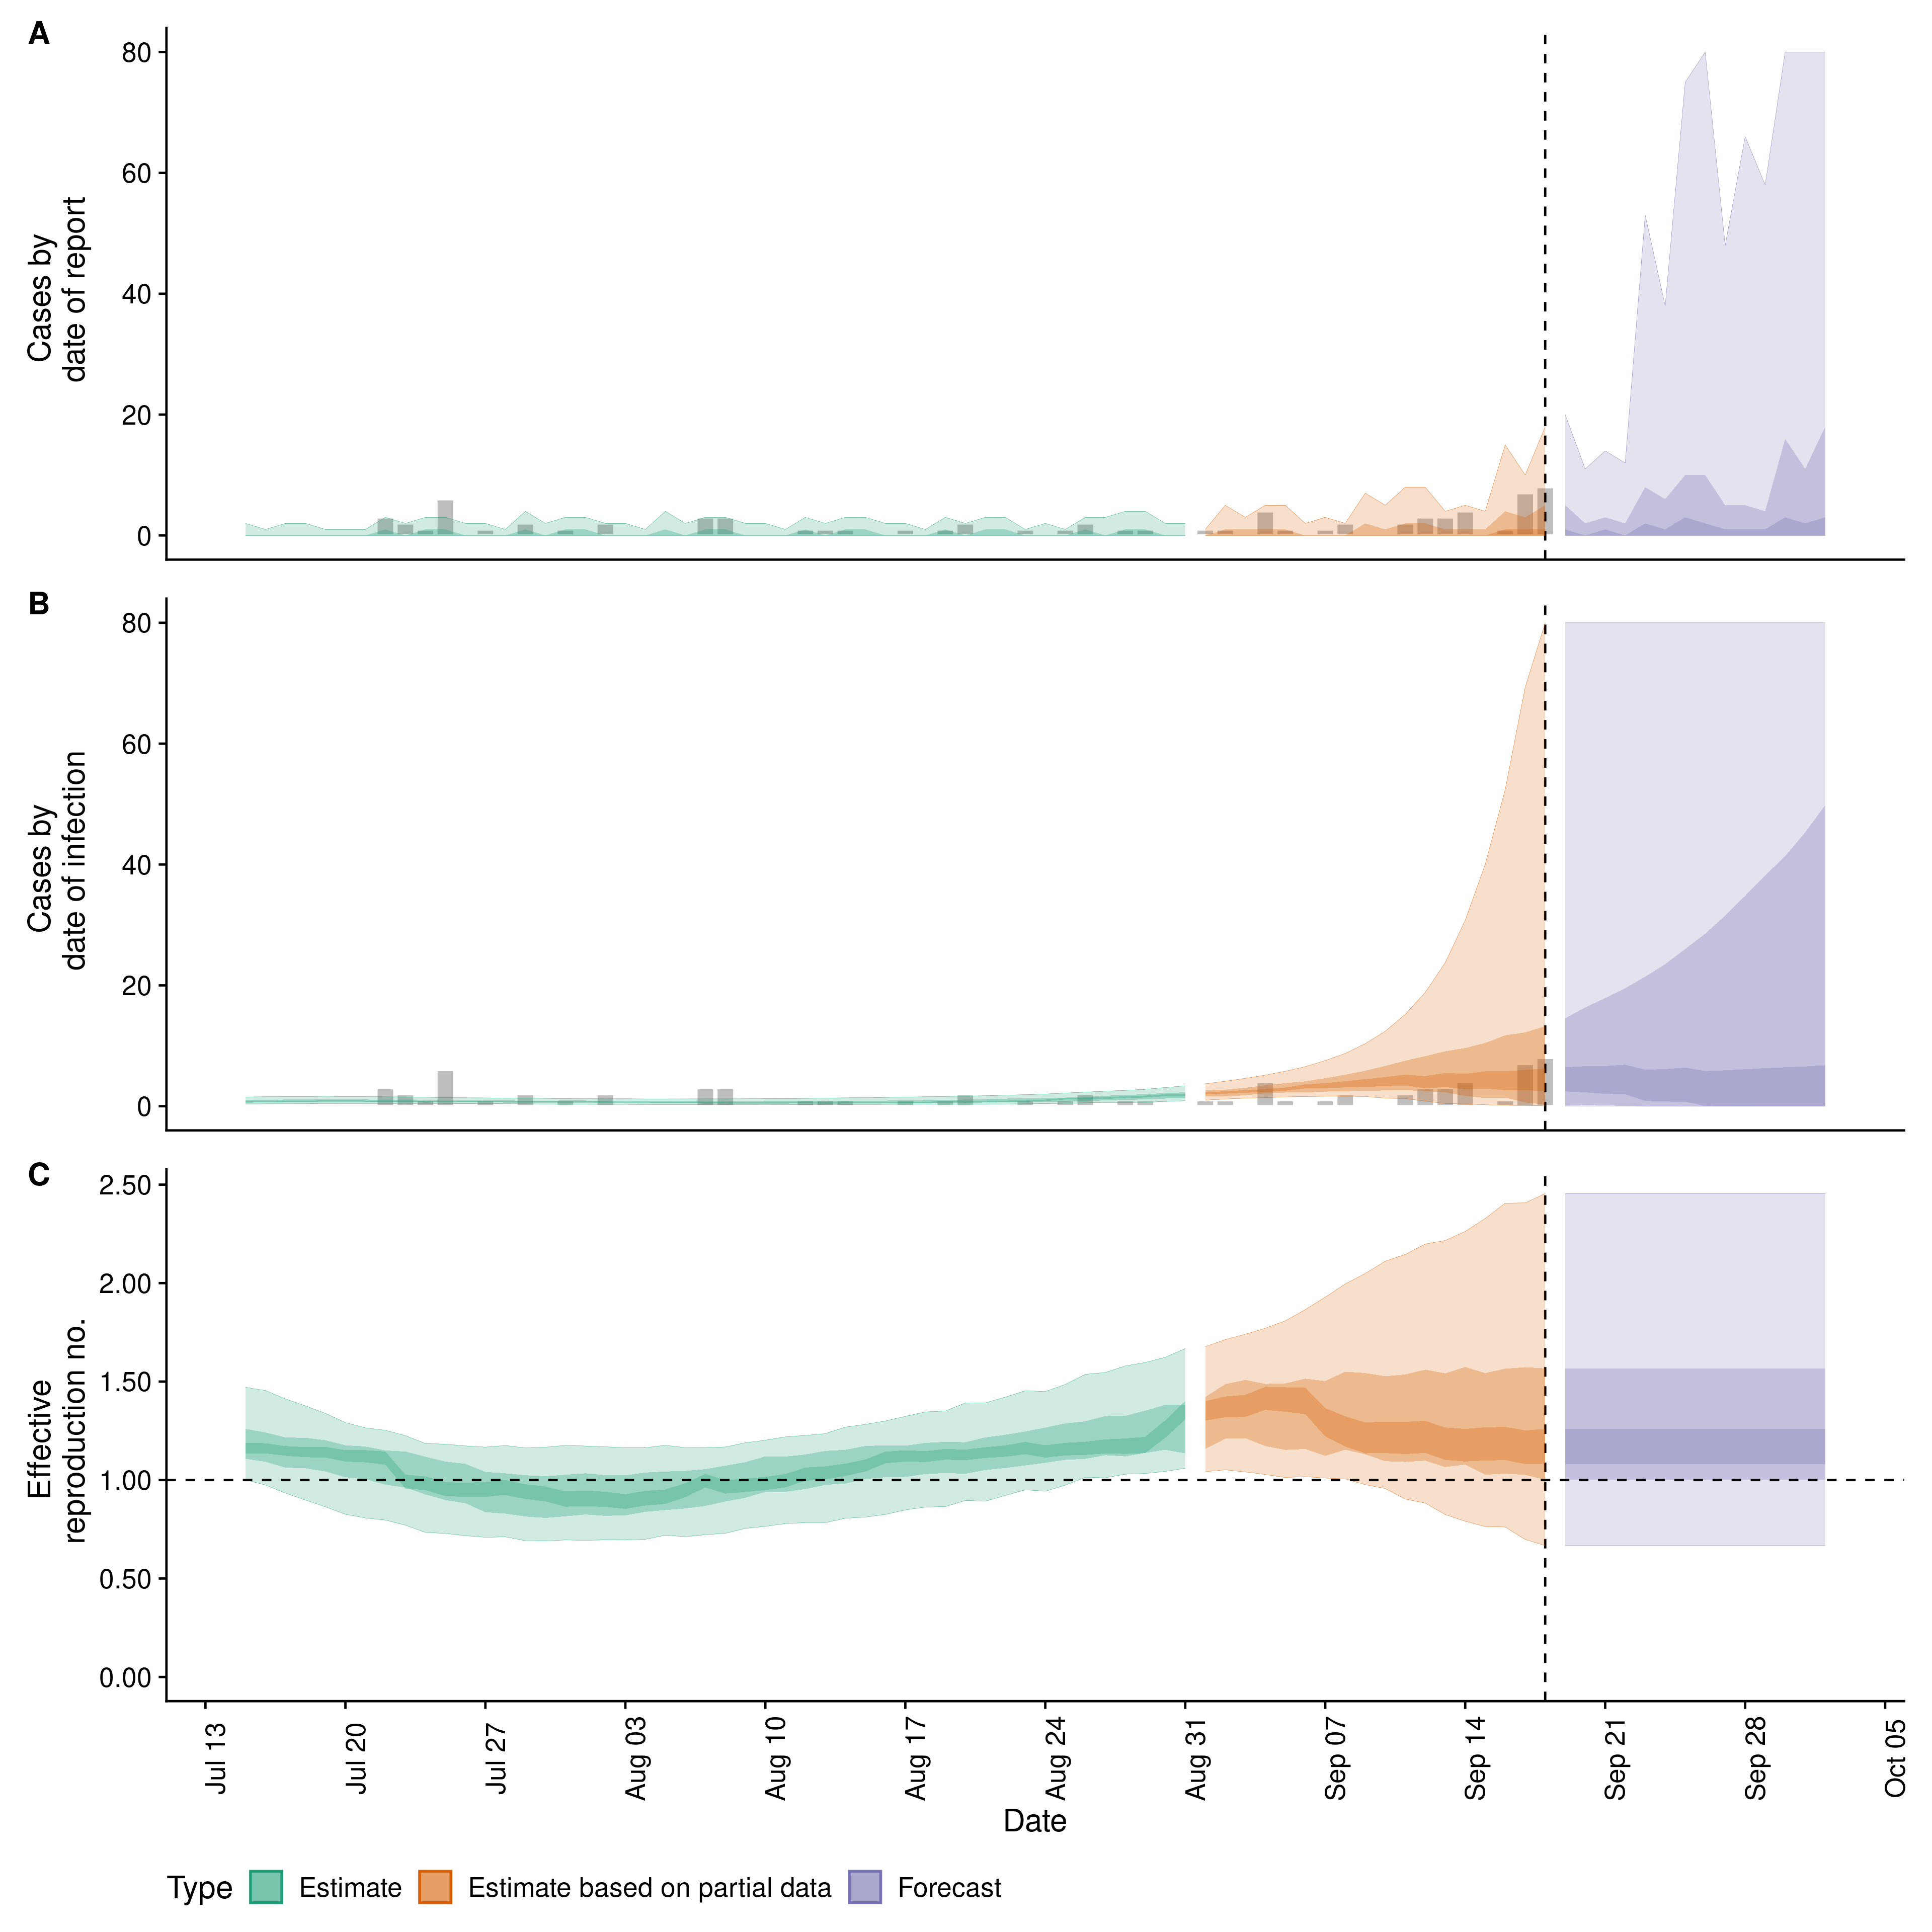 A
80
60
40
20
0
Cases by
date of report
B
80
60
40
20
0
Cases by
date of infection
C
2.50
2.00
1.50
1.00
0.50
0.00
Effective
reproduction no.
Jul 13
Jul 20
Jul 27
Aug 03
Aug 10
Aug 17
Aug 24
Aug 31
Sep 07
Sep 14
Sep 21
Sep 28
Oct 05
Date
Type Estimate Estimate based on partial data Forecast